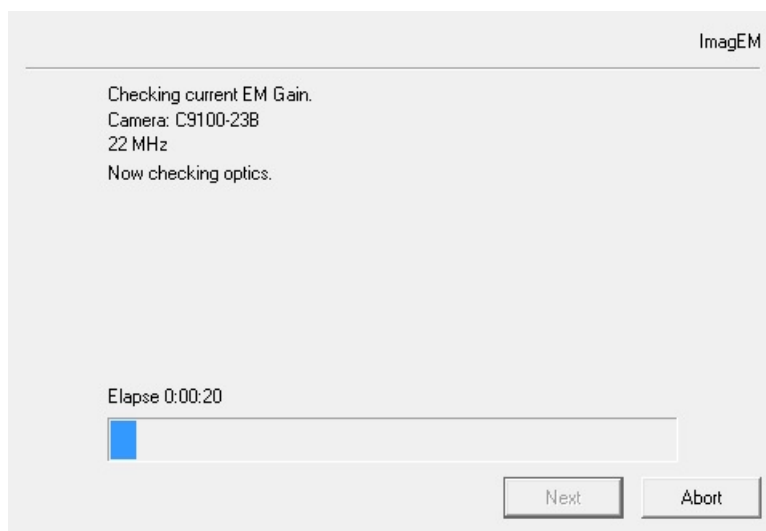 ImagEM
Checking current EM Gain.
Camera: C9100-23B
22 MHz
Now checking optics.
Elapse 0:00:20
Next
Abort